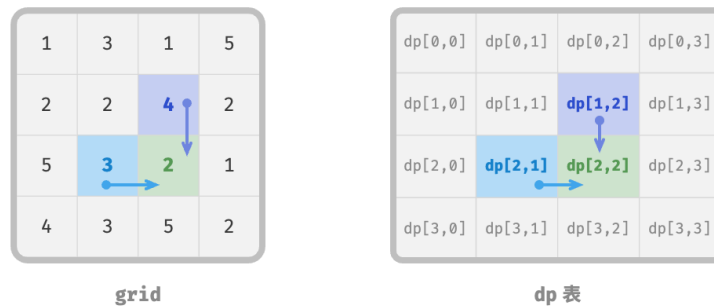 1 3 1 5
2 2 4 2
5 3 2 1
4 3 5 2
grid
dp[0,0] dp[0,1] dp[0,2] dp[0,3]
dp[1,0] dp[1,1] dp[1,2] dp[1,3]
dp[2,0] dp[2,1] dp[2,2] dp[2,3]
dp[3,0] dp[3,1] dp[3,2] dp[3,3]
dp 表